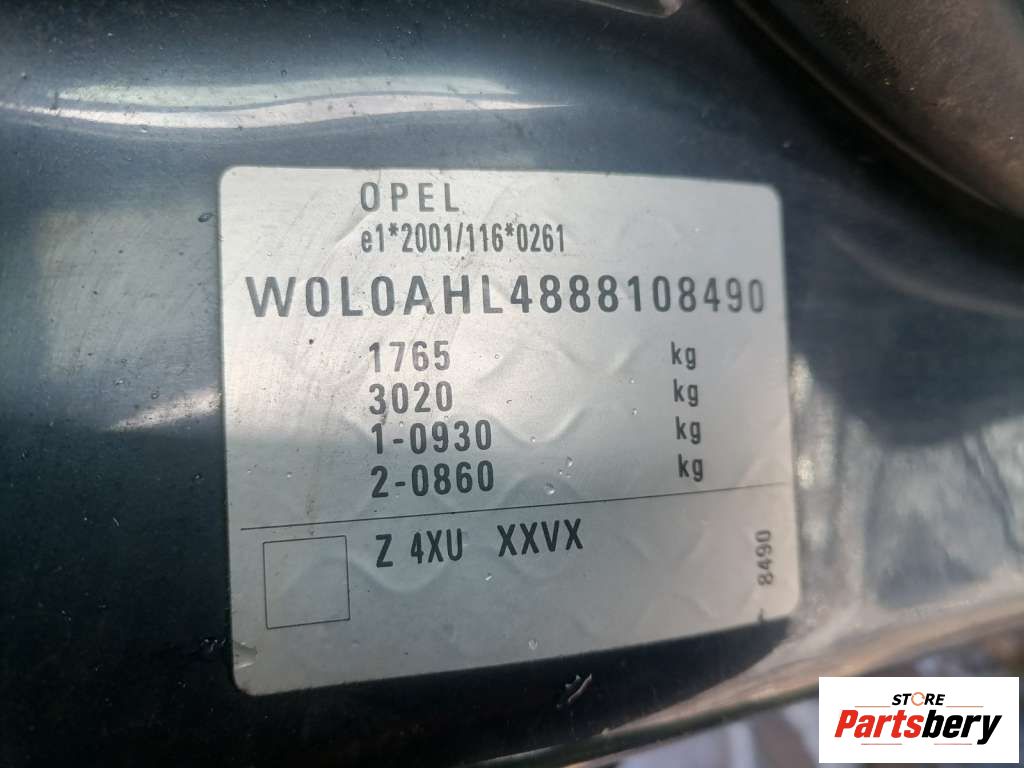 OPEL
e1*2001/116*0261
W0L0AHL4888108490
1765 kg
3020 kg
1-0930 kg
2-0860 kg
Z 4XU XXVX
8490
STORE
Partsbery